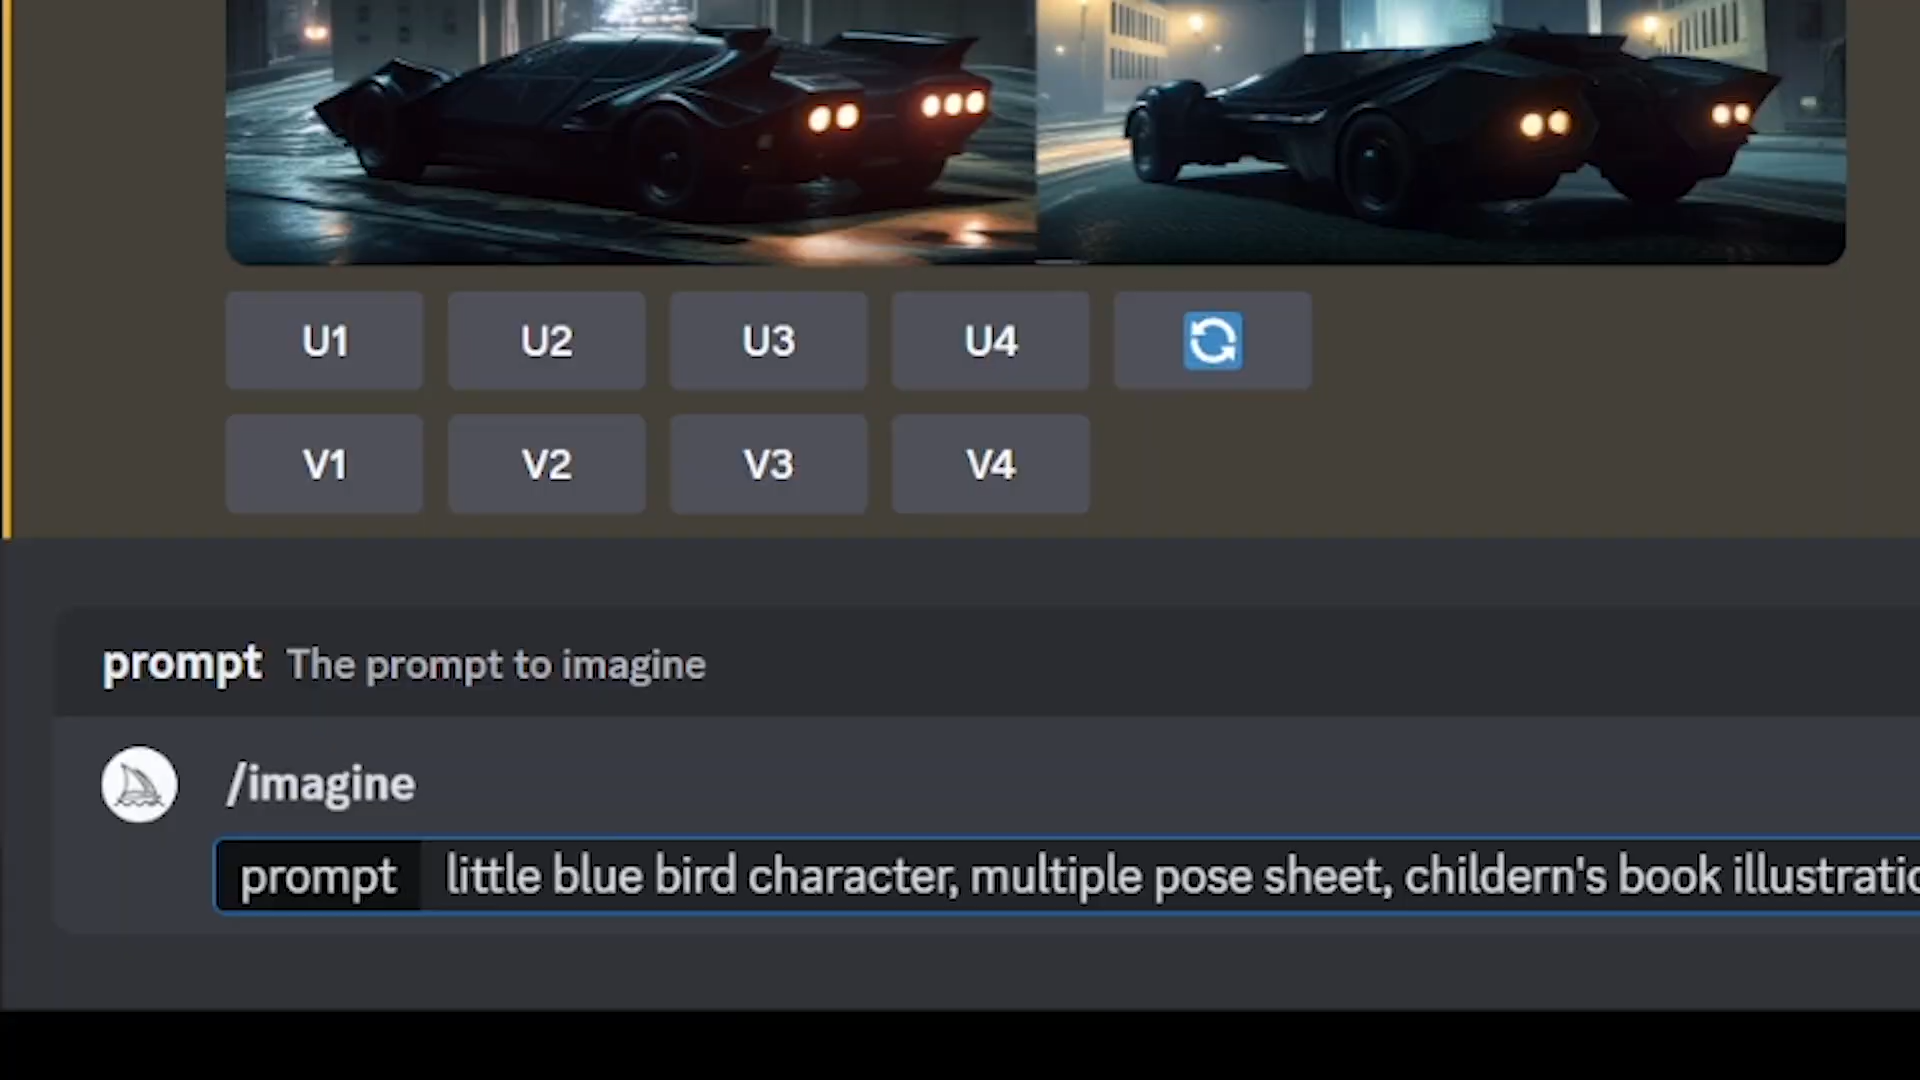 U1 U2 U3 U4
V1 V2 V3 V4
prompt The prompt to imagine
/imagine
prompt little blue bird character, multiple pose sheet, childern's book illustratio